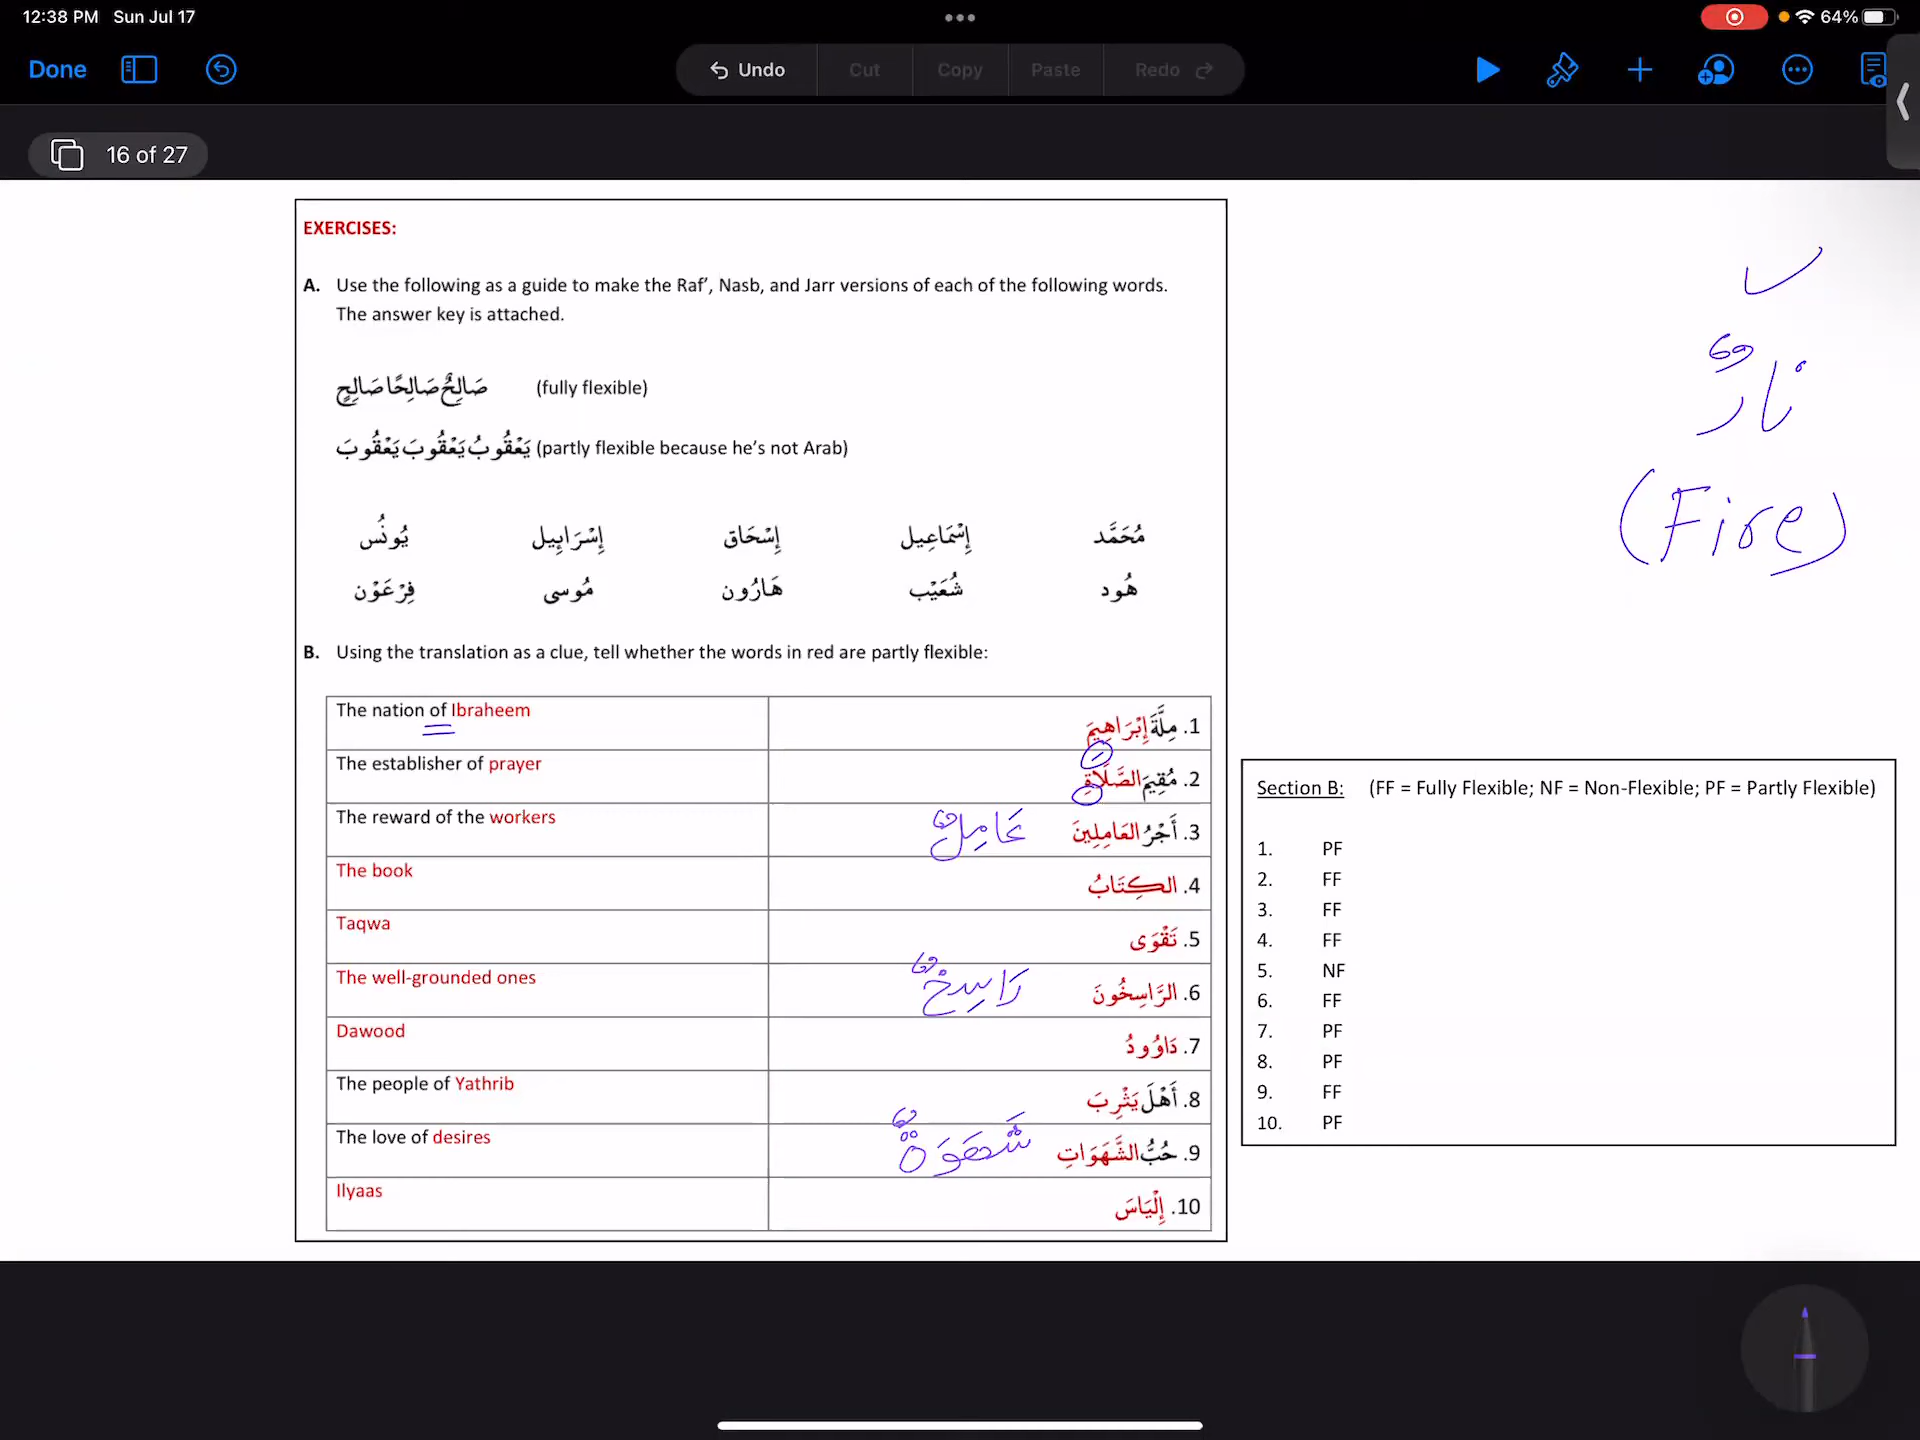 12:38 PM Sun Jul 17
64%
Done
Undo
Cut
Copy
Paste
Redo
16 of 27
EXERCISES:
A. Use the following as a guide to make the Raf’, Nasb, and Jarr versions of each of the following words.
The answer key is attached.
صَالِحٌ صَالِحًا صَالِحٍ (fully flexible)
يَعْقُوبُ يَعْقُوبَ يَعْقُوبَ (partly flexible because he’s not Arab)
مُحَمَّد إِسْمَاعِيل إِسْحَاق إِسْرَايِيل يُونُس
هُود شُعَيْب هَارُون مُوسى فِرْعَوْن
B. Using the translation as a clue, tell whether the words in red are partly flexible:
The nation of Ibraheem
1. مِلَّةَ إِبْرَاهِيمَ
The establisher of prayer
2. مُقِيمَ الصَّلَاةِ
The reward of the workers
3. أَجْرُ العَامِلِينَ
عَامِلٌ
The book
4. الكِتَابُ
Taqwa
5. تَقْوَى
The well-grounded ones
6. الرَّاسِخُونَ
رَاسِخٌ
Dawood
7. دَاوُودُ
The people of Yathrib
8. أَهْلَ يَثْرِبَ
The love of desires
9. حُبُّ الشَّهَوَاتِ
شَهَوَةٌ
Ilyaas
10. إِلْيَاسَ
نارٌ
(Fire)
Section B: (FF = Fully Flexible; NF = Non-Flexible; PF = Partly Flexible)
1. PF
2. FF
3. FF
4. FF
5. NF
6. FF
7. PF
8. PF
9. FF
10. PF